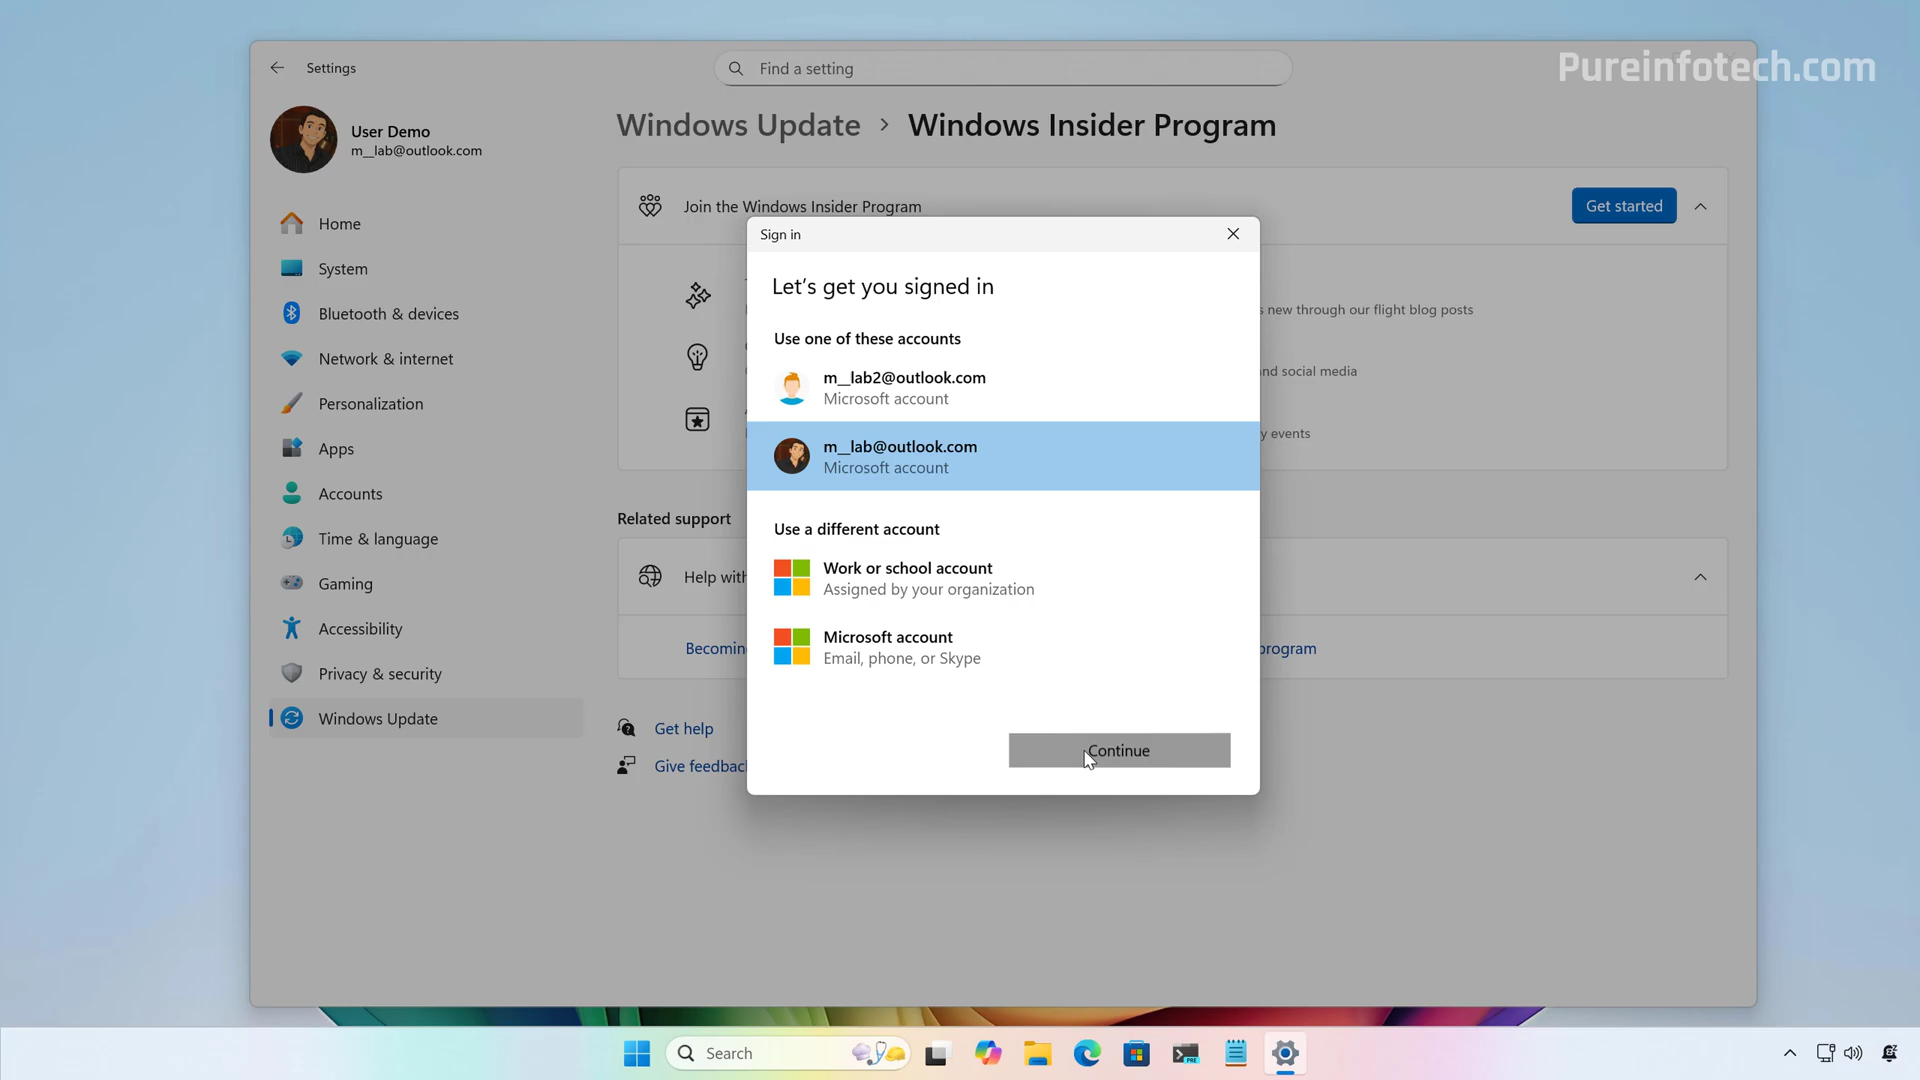 Settings
Find a setting
Pureinfotech.com
User Demo
m__lab@outlook.com
Home
System
Bluetooth & devices
Network & internet
Personalization
Apps
Accounts
Time & language
Gaming
Accessibility
Privacy & security
Windows Update
Windows Update > Windows Insider Program
Join the Windows Insider Program
Get started
new through our flight blog posts
and social media
events
Related support
Help with
Becomin
program
Get help
Give feedback
Sign in
Let's get you signed in
Use one of these accounts
m__lab2@outlook.com
Microsoft account
m__lab@outlook.com
Microsoft account
Use a different account
Work or school account
Assigned by your organization
Microsoft account
Email, phone, or Skype
Continue
Search
PRE